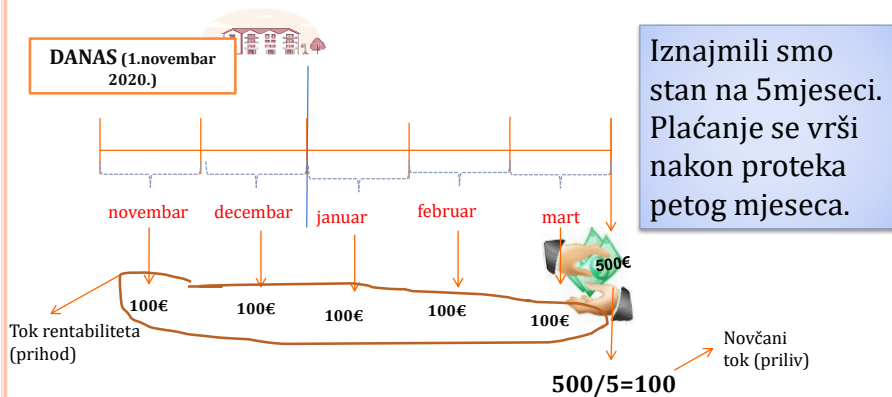 DANAS (1.novembar
2020.)
Iznajmili smo
stan na 5mjeseci.
Plaćanje se vrši
nakon proteka
petog mjeseca.
novembar
decembar
januar
februar
mart
500€
100€
100€
100€
100€
100€
Tok rentabiliteta
(prihod)
Novčani
tok (priliv)
500/5=100